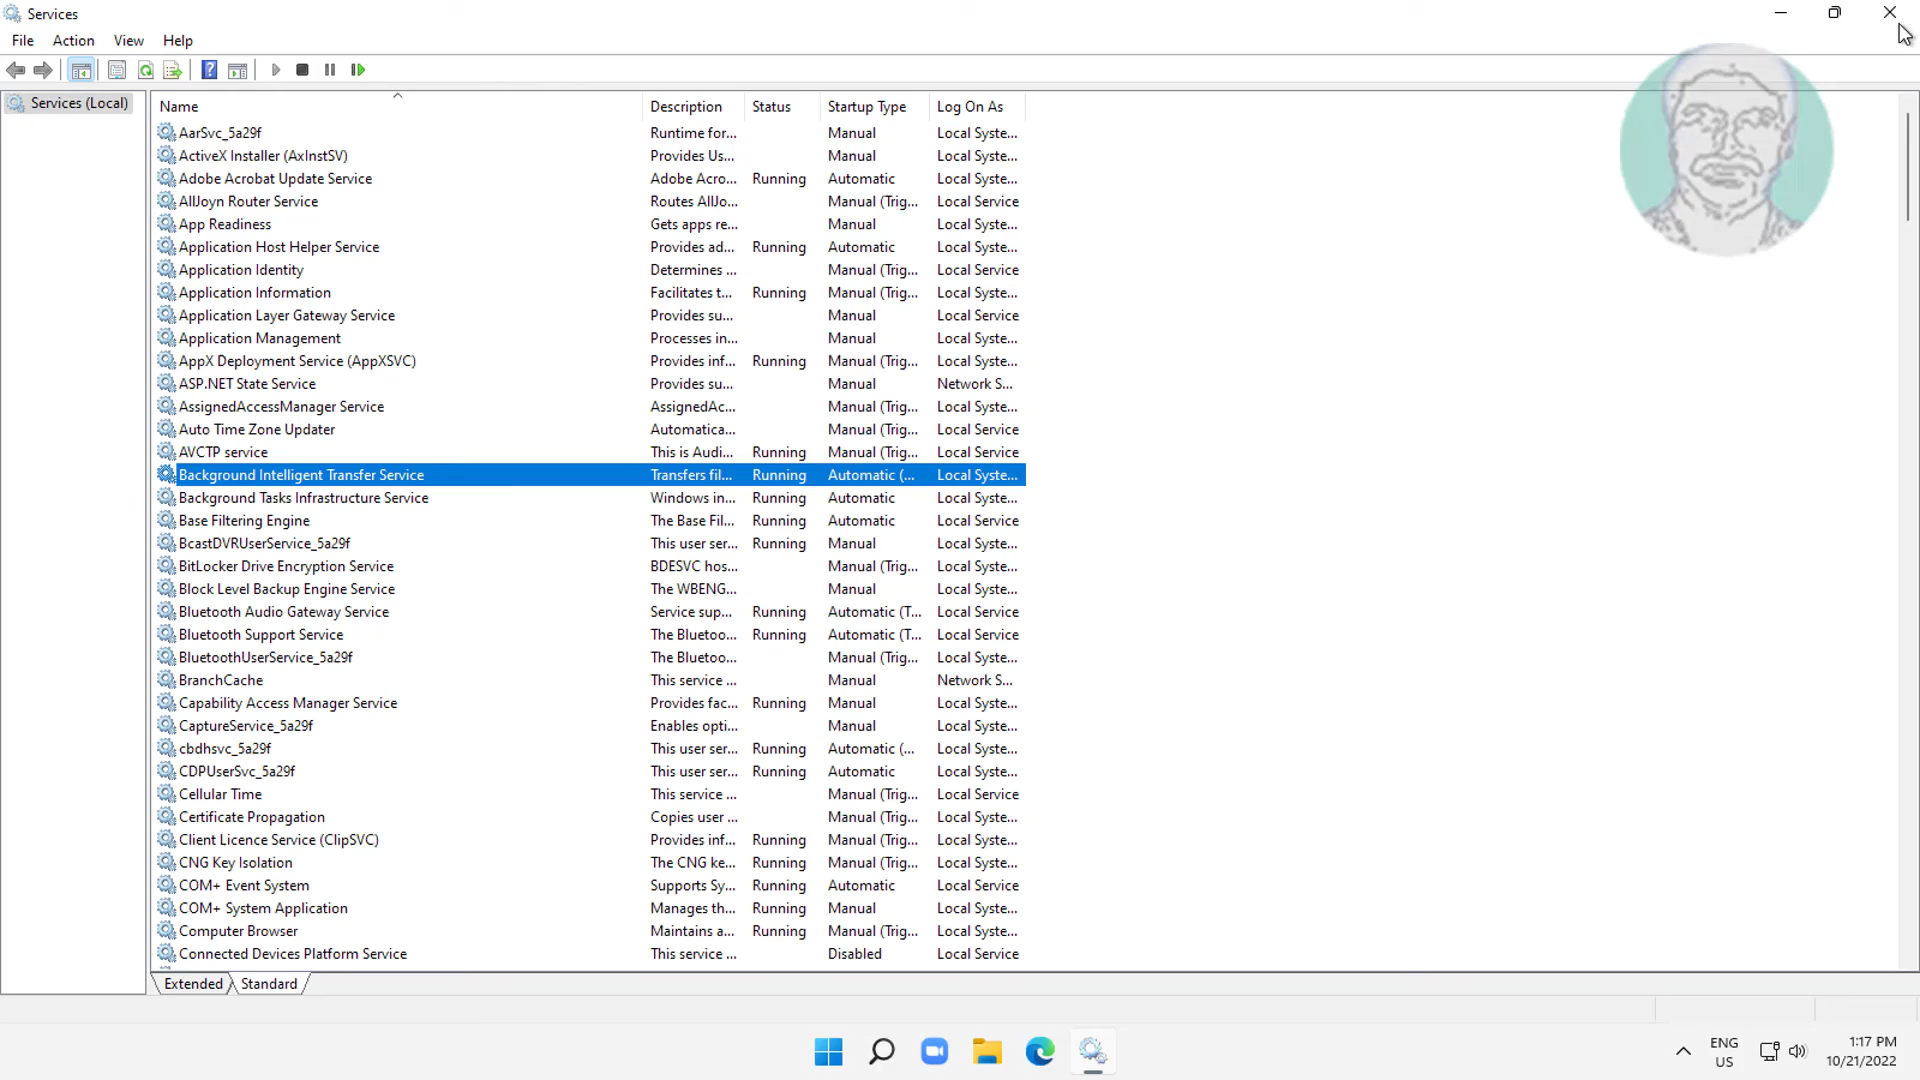 Services
File Action View Help
Services (Local)
Name Description Status Startup Type Log On As
AarSvc_5a29f Runtime for... Manual Local Syste...
ActiveX Installer (AxInstSV) Provides Us... Manual Local Syste...
Adobe Acrobat Update Service Adobe Acro... Running Automatic Local Syste...
AllJoyn Router Service Routes AllJo... Manual (Trig... Local Service
App Readiness Gets apps re... Manual Local Syste...
Application Host Helper Service Provides ad... Running Automatic Local Syste...
Application Identity Determines ... Manual (Trig... Local Service
Application Information Facilitates t... Running Manual (Trig... Local Syste...
Application Layer Gateway Service Provides su... Manual Local Service
Application Management Processes in... Manual Local Syste...
AppX Deployment Service (AppXSVC) Provides inf... Running Manual (Trig... Local Syste...
ASP.NET State Service Provides su... Manual Network S...
AssignedAccessManager Service AssignedAc... Manual (Trig... Local Syste...
Auto Time Zone Updater Automatica... Manual (Trig... Local Service
AVCTP service This is Audi... Running Manual (Trig... Local Service
Background Intelligent Transfer Service Transfers fil... Running Automatic (... Local Syste...
Background Tasks Infrastructure Service Windows in... Running Automatic Local Syste...
Base Filtering Engine The Base Fil... Running Automatic Local Service
BcastDVRUserService_5a29f This user ser... Running Manual Local Syste...
BitLocker Drive Encryption Service BDESVC hos... Manual (Trig... Local Syste...
Block Level Backup Engine Service The WBENG... Manual Local Syste...
Bluetooth Audio Gateway Service Service sup... Running Automatic (T... Local Service
Bluetooth Support Service The Bluetoo... Running Automatic (T... Local Service
BluetoothUserService_5a29f The Bluetoo... Manual (Trig... Local Syste...
BranchCache This service ... Manual Network S...
Capability Access Manager Service Provides fac... Running Manual Local Syste...
CaptureService_5a29f Enables opti... Manual Local Syste...
cbdhsvc_5a29f This user ser... Running Automatic (... Local Syste...
CDPUserSvc_5a29f This user ser... Running Automatic Local Syste...
Cellular Time This service ... Manual (Trig... Local Service
Certificate Propagation Copies user ... Manual (Trig... Local Syste...
Client Licence Service (ClipSVC) Provides inf... Running Manual (Trig... Local Syste...
CNG Key Isolation The CNG ke... Running Manual (Trig... Local Syste...
COM+ Event System Supports Sy... Running Automatic Local Service
COM+ System Application Manages th... Running Manual Local Syste...
Computer Browser Maintains a... Running Manual (Trig... Local Syste...
Connected Devices Platform Service This service ... Disabled Local Service
Extended Standard
ENG 1:17 PM
US 10/21/2022